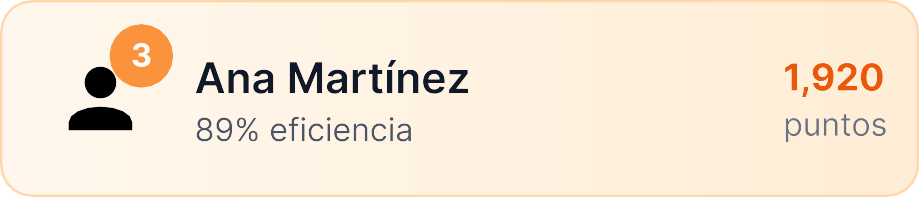 3
Ana Martínez
89% eficiencia
1,920
puntos